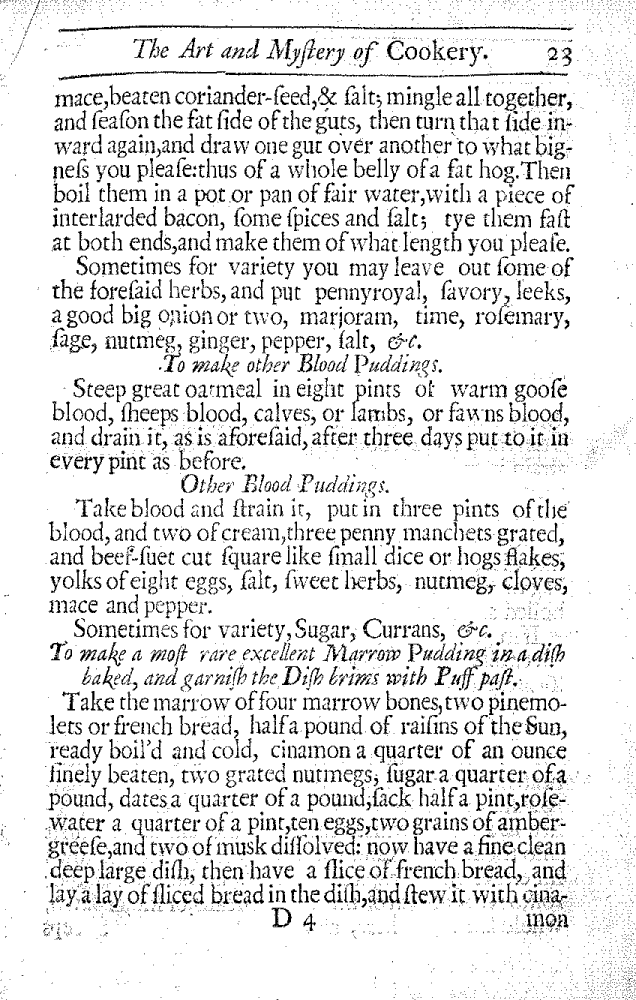 The Art and Myſtery of Cookery. 23
mace,beaten coriander-ſeed,& ſalt; mingle all together,
and ſeaſon the fat ſide of the guts, then turn that ſide in-
ward again,and draw one gut over another to what big-
neſs you pleaſe:thus of a whole belly of a fat hog.Then
boil them in a pot or pan of fair water,with a piece of
interlarded bacon, ſome ſpices and ſalt; tye them faſt
at both ends,and make them of what length you pleaſe.
Sometimes for variety you may leave out ſome of
the foreſaid herbs, and put pennyroyal, ſavory, leeks,
a good big onion or two, marjoram, time, roſemary,
ſage, nutmeg, ginger, pepper, ſalt, &c.
To make other Blood Puddings.
Steep great oatmeal in eight pints of warm gooſe
blood, ſheeps blood, calves, or lambs, or fawns blood,
and drain it, as is aforeſaid, after three days put to it in
every pint as before.
Other Blood Puddings.
Take blood and ſtrain it, put in three pints of the
blood, and two of cream,three penny manchets grated,
and beef-ſuet cut ſquare like ſmall dice or hogs flakes,
yolks of eight eggs, ſalt, ſweet herbs, nutmeg, cloves,
mace and pepper.
Sometimes for variety, Sugar, Currans, &c.
To make a moſt rare excellent Marrow Pudding in a diſh
baked, and garniſh the Diſh brims with Puff paſt.
Take the marrow of four marrow bones, two pinemo-
lets or french bread, half a pound of raiſins of the Sun,
ready boil'd and cold, cinamon a quarter of an ounce
finely beaten, two grated nutmegs, ſugar a quarter of a
pound, dates a quarter of a pound,ſack half a pint,roſe-
water a quarter of a pint,ten eggs,two grains of amber-
greeſe,and two of musk diſſolved: now have a fine clean
deep large diſh, then have a ſlice of french bread, and
lay a lay of ſliced bread in the diſh,and ſtew it with cina-
D 4 mon